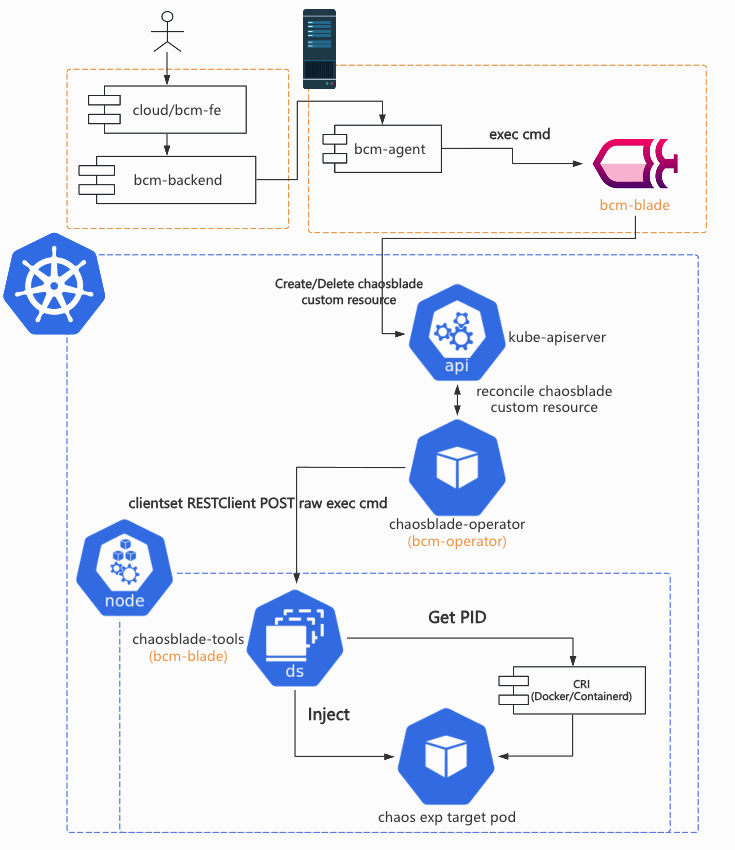 cloud/bcm-fe
bcm-backend
bcm-agent
exec cmd
bcm-blade
Create/Delete chaosblade
custom resource
api
kube-apiserver
reconcile chaosblade
custom resource
clientset RESTClient POST raw exec cmd
chaosblade-operator
(bcm-operator)
node
chaosblade-tools
(bcm-blade)
ds
Get PID
CRI
(Docker/Containerd)
Inject
chaos exp target pod